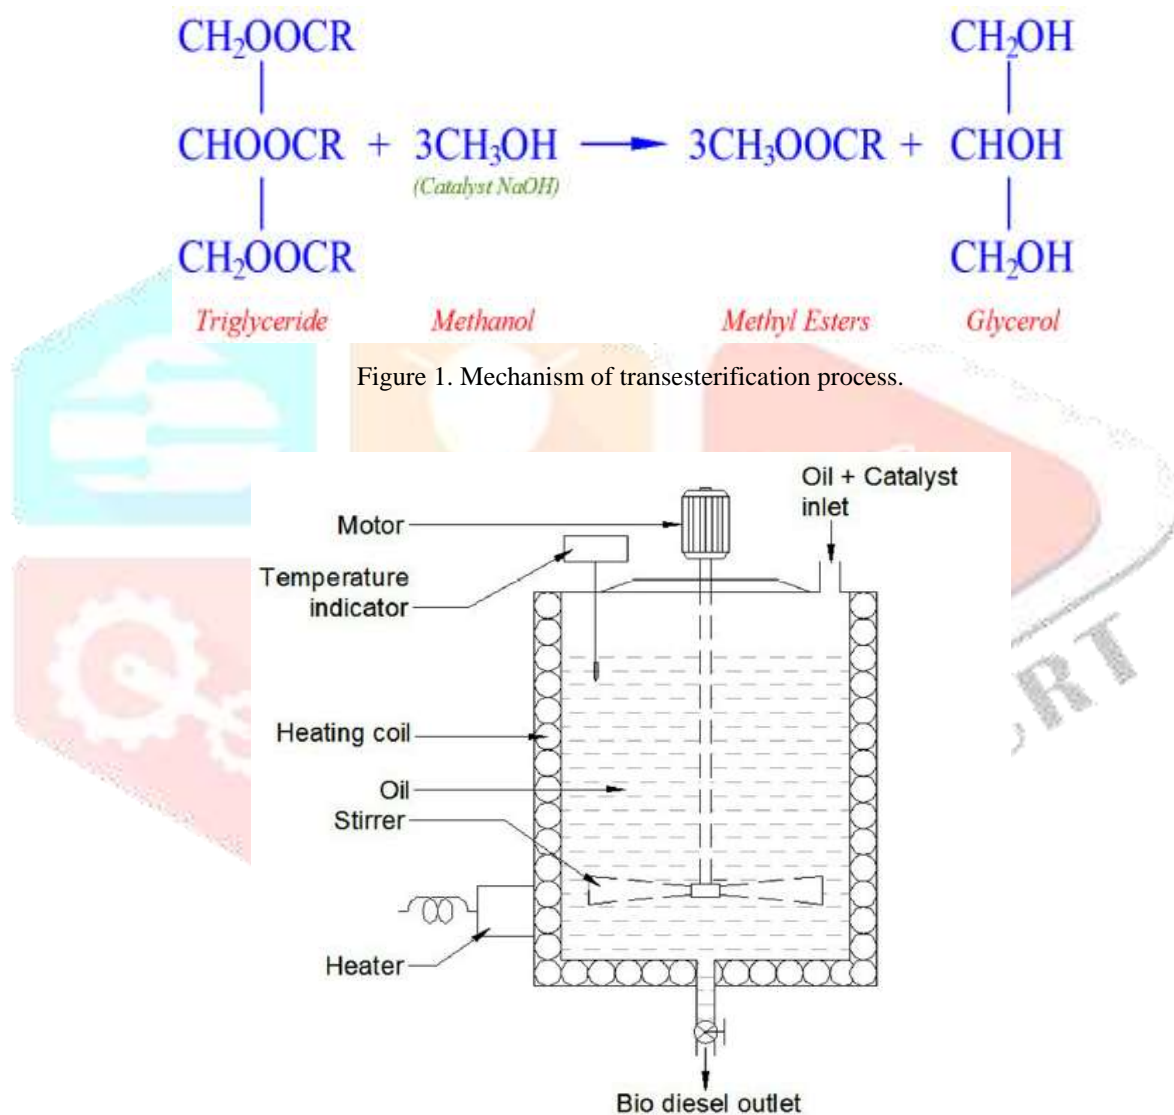 CH₂OOCR
CH₂OH
CHOOCR + 3CH₃OH → 3CH₃OOCR + CHOH
(Catalyst NaOH)
CH₂OOCR
CH₂OH
Triglyceride Methanol Methyl Esters Glycerol
Figure 1. Mechanism of transesterification process.
Oil + Catalyst
inlet
Motor
Temperature
indicator
Heating coil
Oil
Stirrer
Heater
Bio diesel outlet